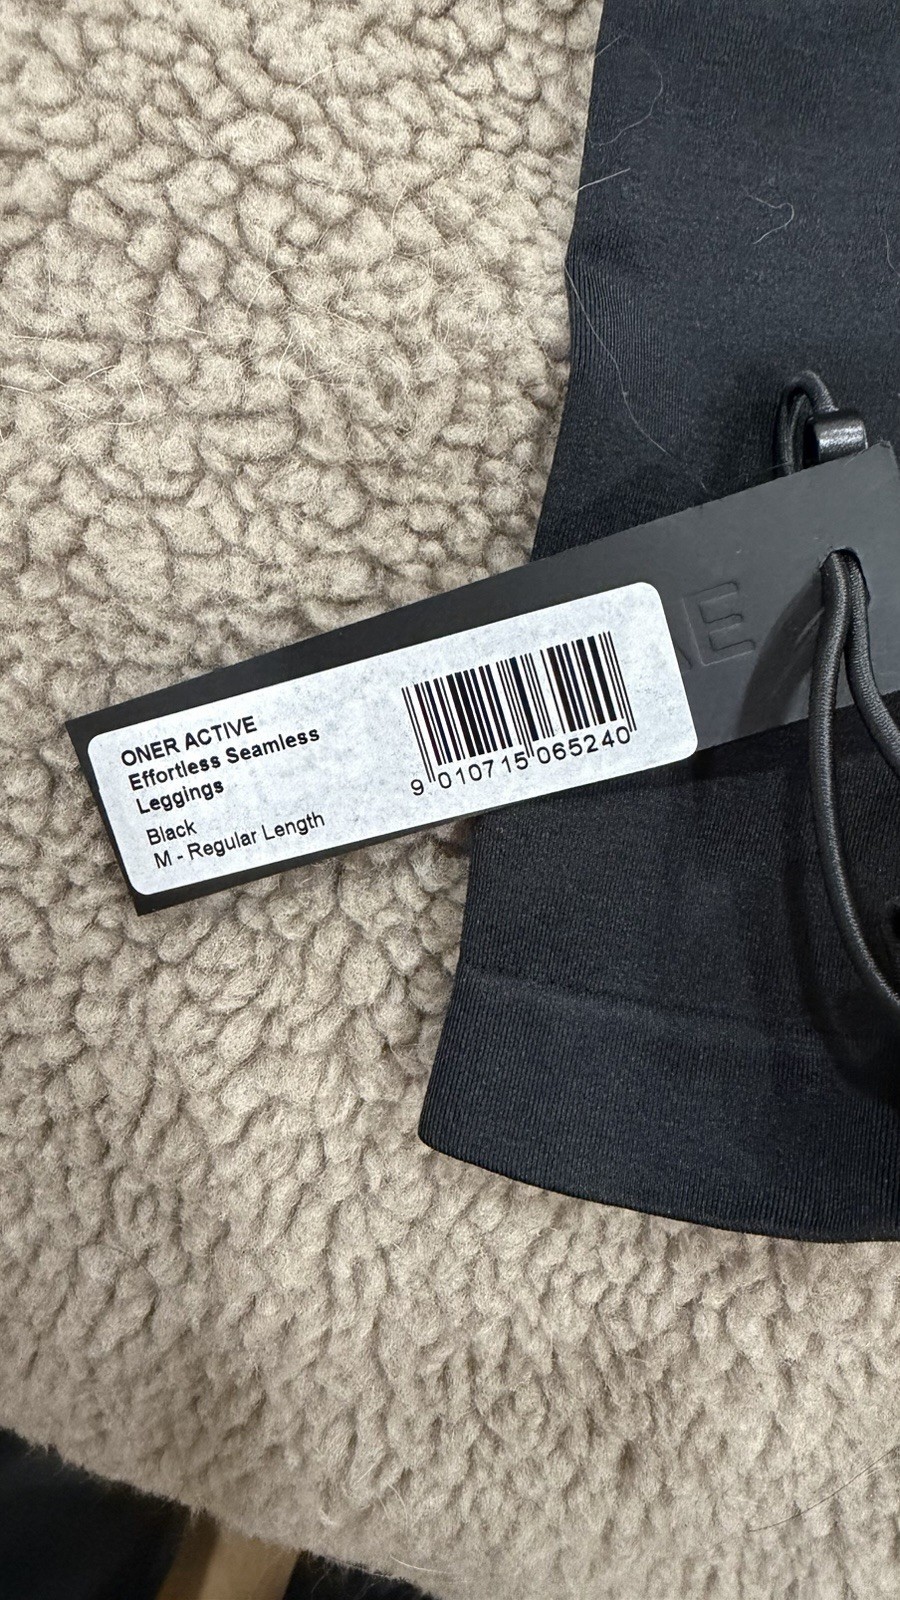 ONER ACTIVE
Effortless Seamless
Leggings
Black
M - Regular Length
9 010715 065240
E